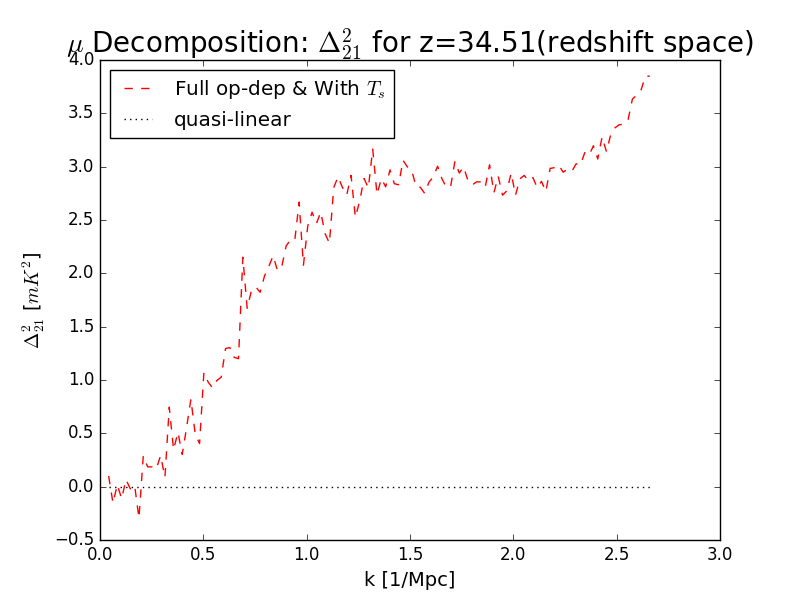 μ Decomposition: Δ²₂₁ for z=34.51(redshift space)
4.0
3.5
3.0
2.5
2.0
1.5
1.0
0.5
0.0
−0.5
Full op-dep & With Tₛ
quasi-linear
Δ²₂₁ [mK²]
0.0 0.5 1.0 1.5 2.0 2.5 3.0
k [1/Mpc]